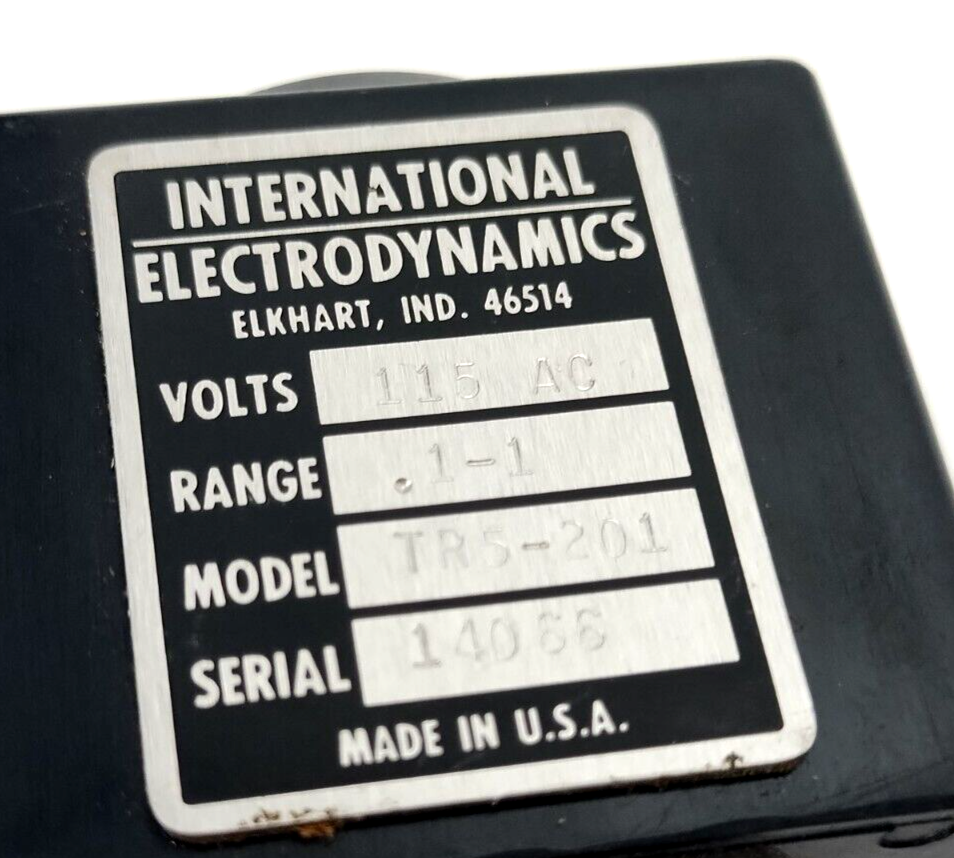 INTERNATIONAL
ELECTRODYNAMICS
ELKHART, IND. 46514
VOLTS 115 AC
RANGE .1-1
MODEL TR5-201
SERIAL 14066
MADE IN U.S.A.